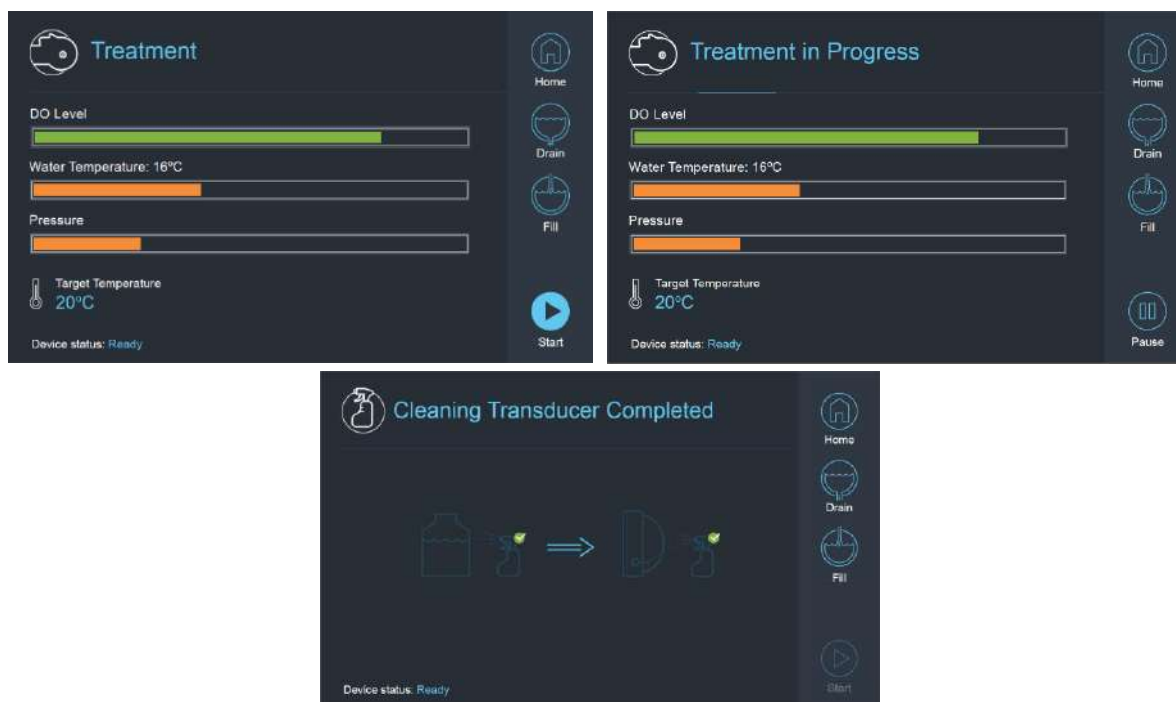 Treatment
Home
DO Level
Drain
Water Temperature: 16ºC
Pressure
Fill
Target Temperature
20ºC
Device status: Ready
Start
Treatment in Progress
Home
DO Level
Drain
Water Temperature: 16ºC
Pressure
Fill
Target Temperature
20ºC
Device status: Ready
Pause
Cleaning Transducer Completed
Home
Drain
Fill
Device status: Ready
Start